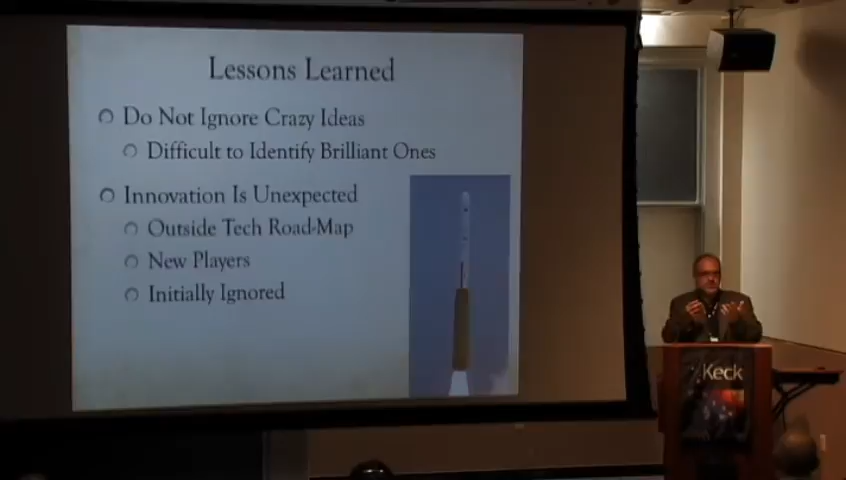 Lessons Learned
Do Not Ignore Crazy Ideas
Difficult to Identify Brilliant Ones
Innovation Is Unexpected
Outside Tech Road-Map
New Players
Initially Ignored
Keck